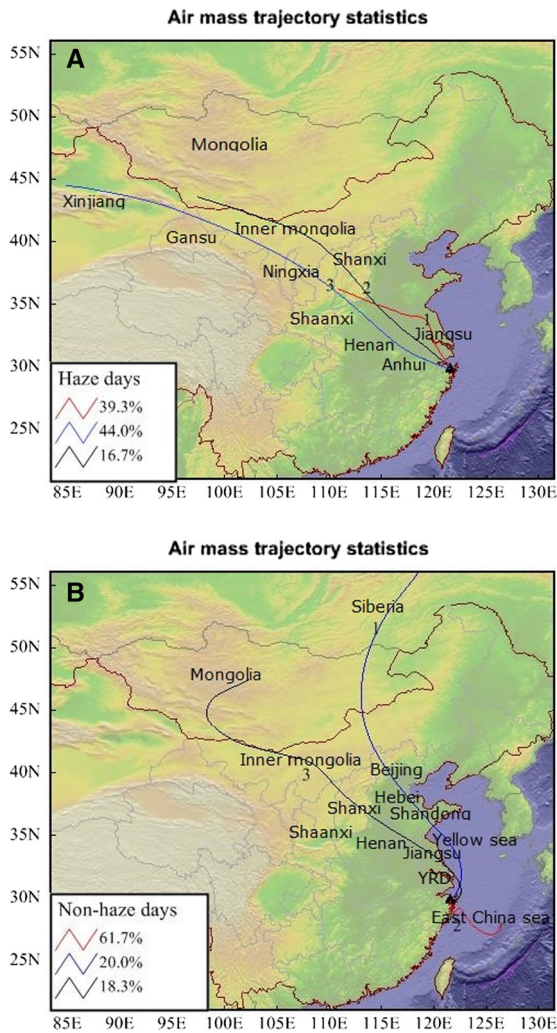 Air mass trajectory statistics
A
55N
50N
45N
40N
35N
30N
25N
Mongolia
Xinjiang
Gansu
Inner mongolia
Shanxi
Ningxia
3
2
Shaanxi
1
Jiangsu
Henan
Anhui
Haze days
39.3%
44.0%
16.7%
85E 90E 95E 100E 105E 110E 115E 120E 125E 130E
Air mass trajectory statistics
B
55N
50N
45N
40N
35N
30N
25N
Siberia
1
Mongolia
Inner mongolia
3
Beijing
Hebei
Shanxi
Shandong
Shaanxi
Henan
Yellow sea
Jiangsu
YRD
East China sea
2
Non-haze days
61.7%
20.0%
18.3%
85E 90E 95E 100E 105E 110E 115E 120E 125E 130E